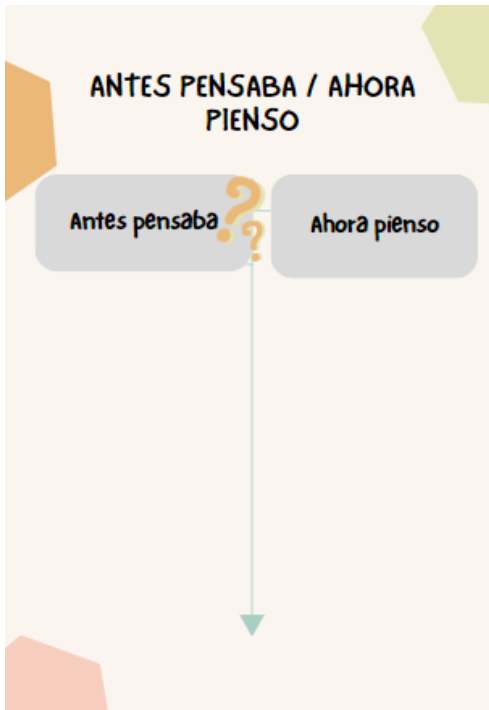 ANTES PENSABA / AHORA
PIENSO
Antes pensaba
??
Ahora pienso